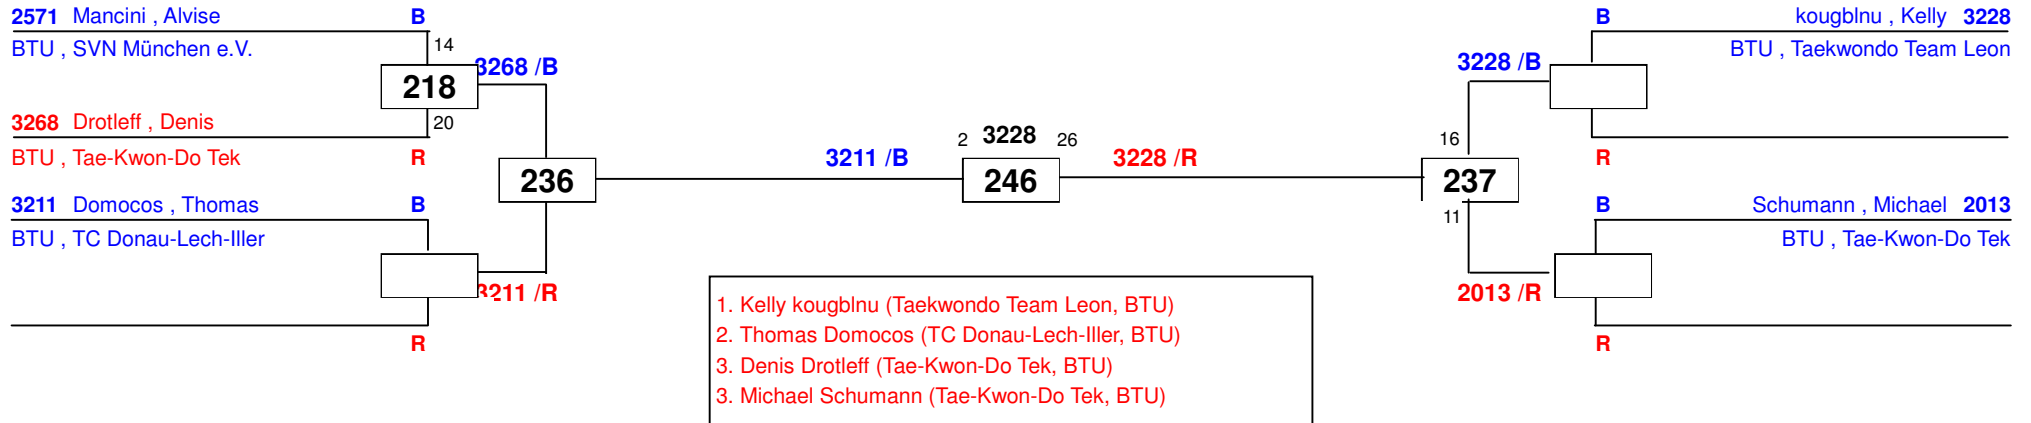 2571 Mancini , Alvise B
BTU , SVN München e.V.
14
218
3268 /B
3268 Drotleff , Denis
20
BTU , Tae-Kwon-Do Tek R
236
3211 Domocos , Thomas B
BTU , TC Donau-Lech-Iller
3211 /R
R
3211 /B
2 3228 26
246
3228 /R
B kougblnu , Kelly 3228
BTU , Taekwondo Team Leon
3228 /B
16
R
237
11
B Schumann , Michael 2013
BTU , Tae-Kwon-Do Tek
2013 /R
R
1. Kelly kougblnu (Taekwondo Team Leon, BTU)
2. Thomas Domocos (TC Donau-Lech-Iller, BTU)
3. Denis Drotleff (Tae-Kwon-Do Tek, BTU)
3. Michael Schumann (Tae-Kwon-Do Tek, BTU)